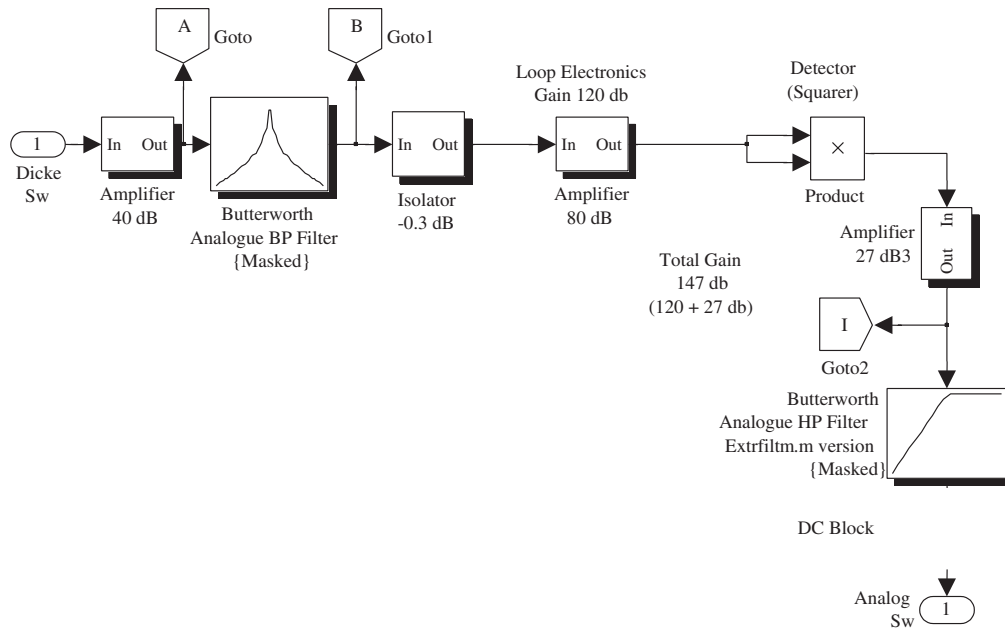 A
Goto
B
Goto1
Loop Electronics
Gain 120 db
Detector
(Squarer)
1
Dicke
Sw
In Out
Amplifier
40 dB
Butterworth
Analogue BP Filter
{Masked}
In Out
Isolator
-0.3 dB
In Out
Amplifier
80 dB
×
Product
Amplifier
27 dB3
In
Out
Total Gain
147 db
(120 + 27 db)
I
Goto2
Butterworth
Analogue HP Filter
Extrfiltm.m version
{Masked}
DC Block
Analog
Sw
1